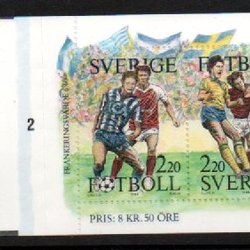 SVERIGE FOTB
FRANKERINGSVÄRDE
2
2.20 2.20
FOTBOLL SVER
PRIS: 8 KR. 50 ÖRE